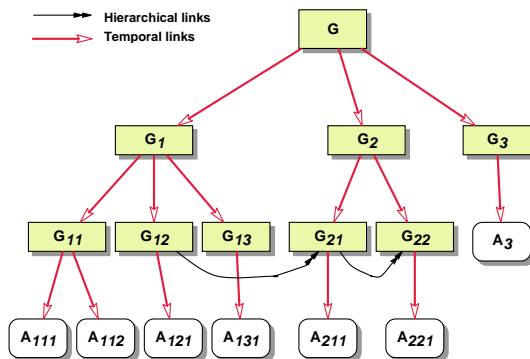 Hierarchical links
Temporal links
G
G1 G2 G3
G11 G12 G13 G21 G22 A3
A111 A112 A121 A131 A211 A221